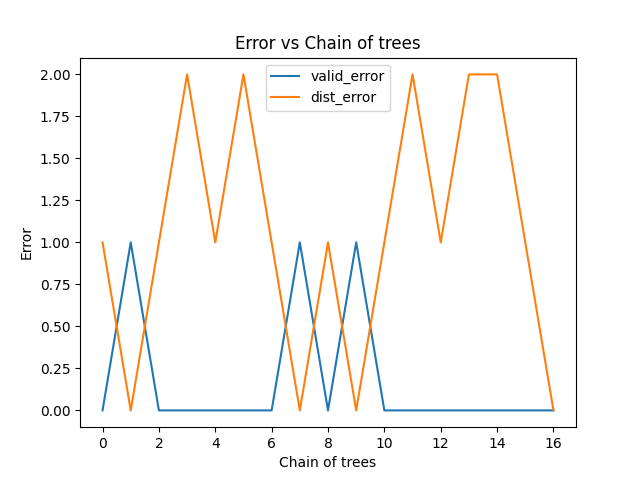 Error vs Chain of trees
valid_error
dist_error
2.00
1.75
1.50
1.25
1.00
0.75
0.50
0.25
0.00
Error
0 2 4 6 8 10 12 14 16
Chain of trees